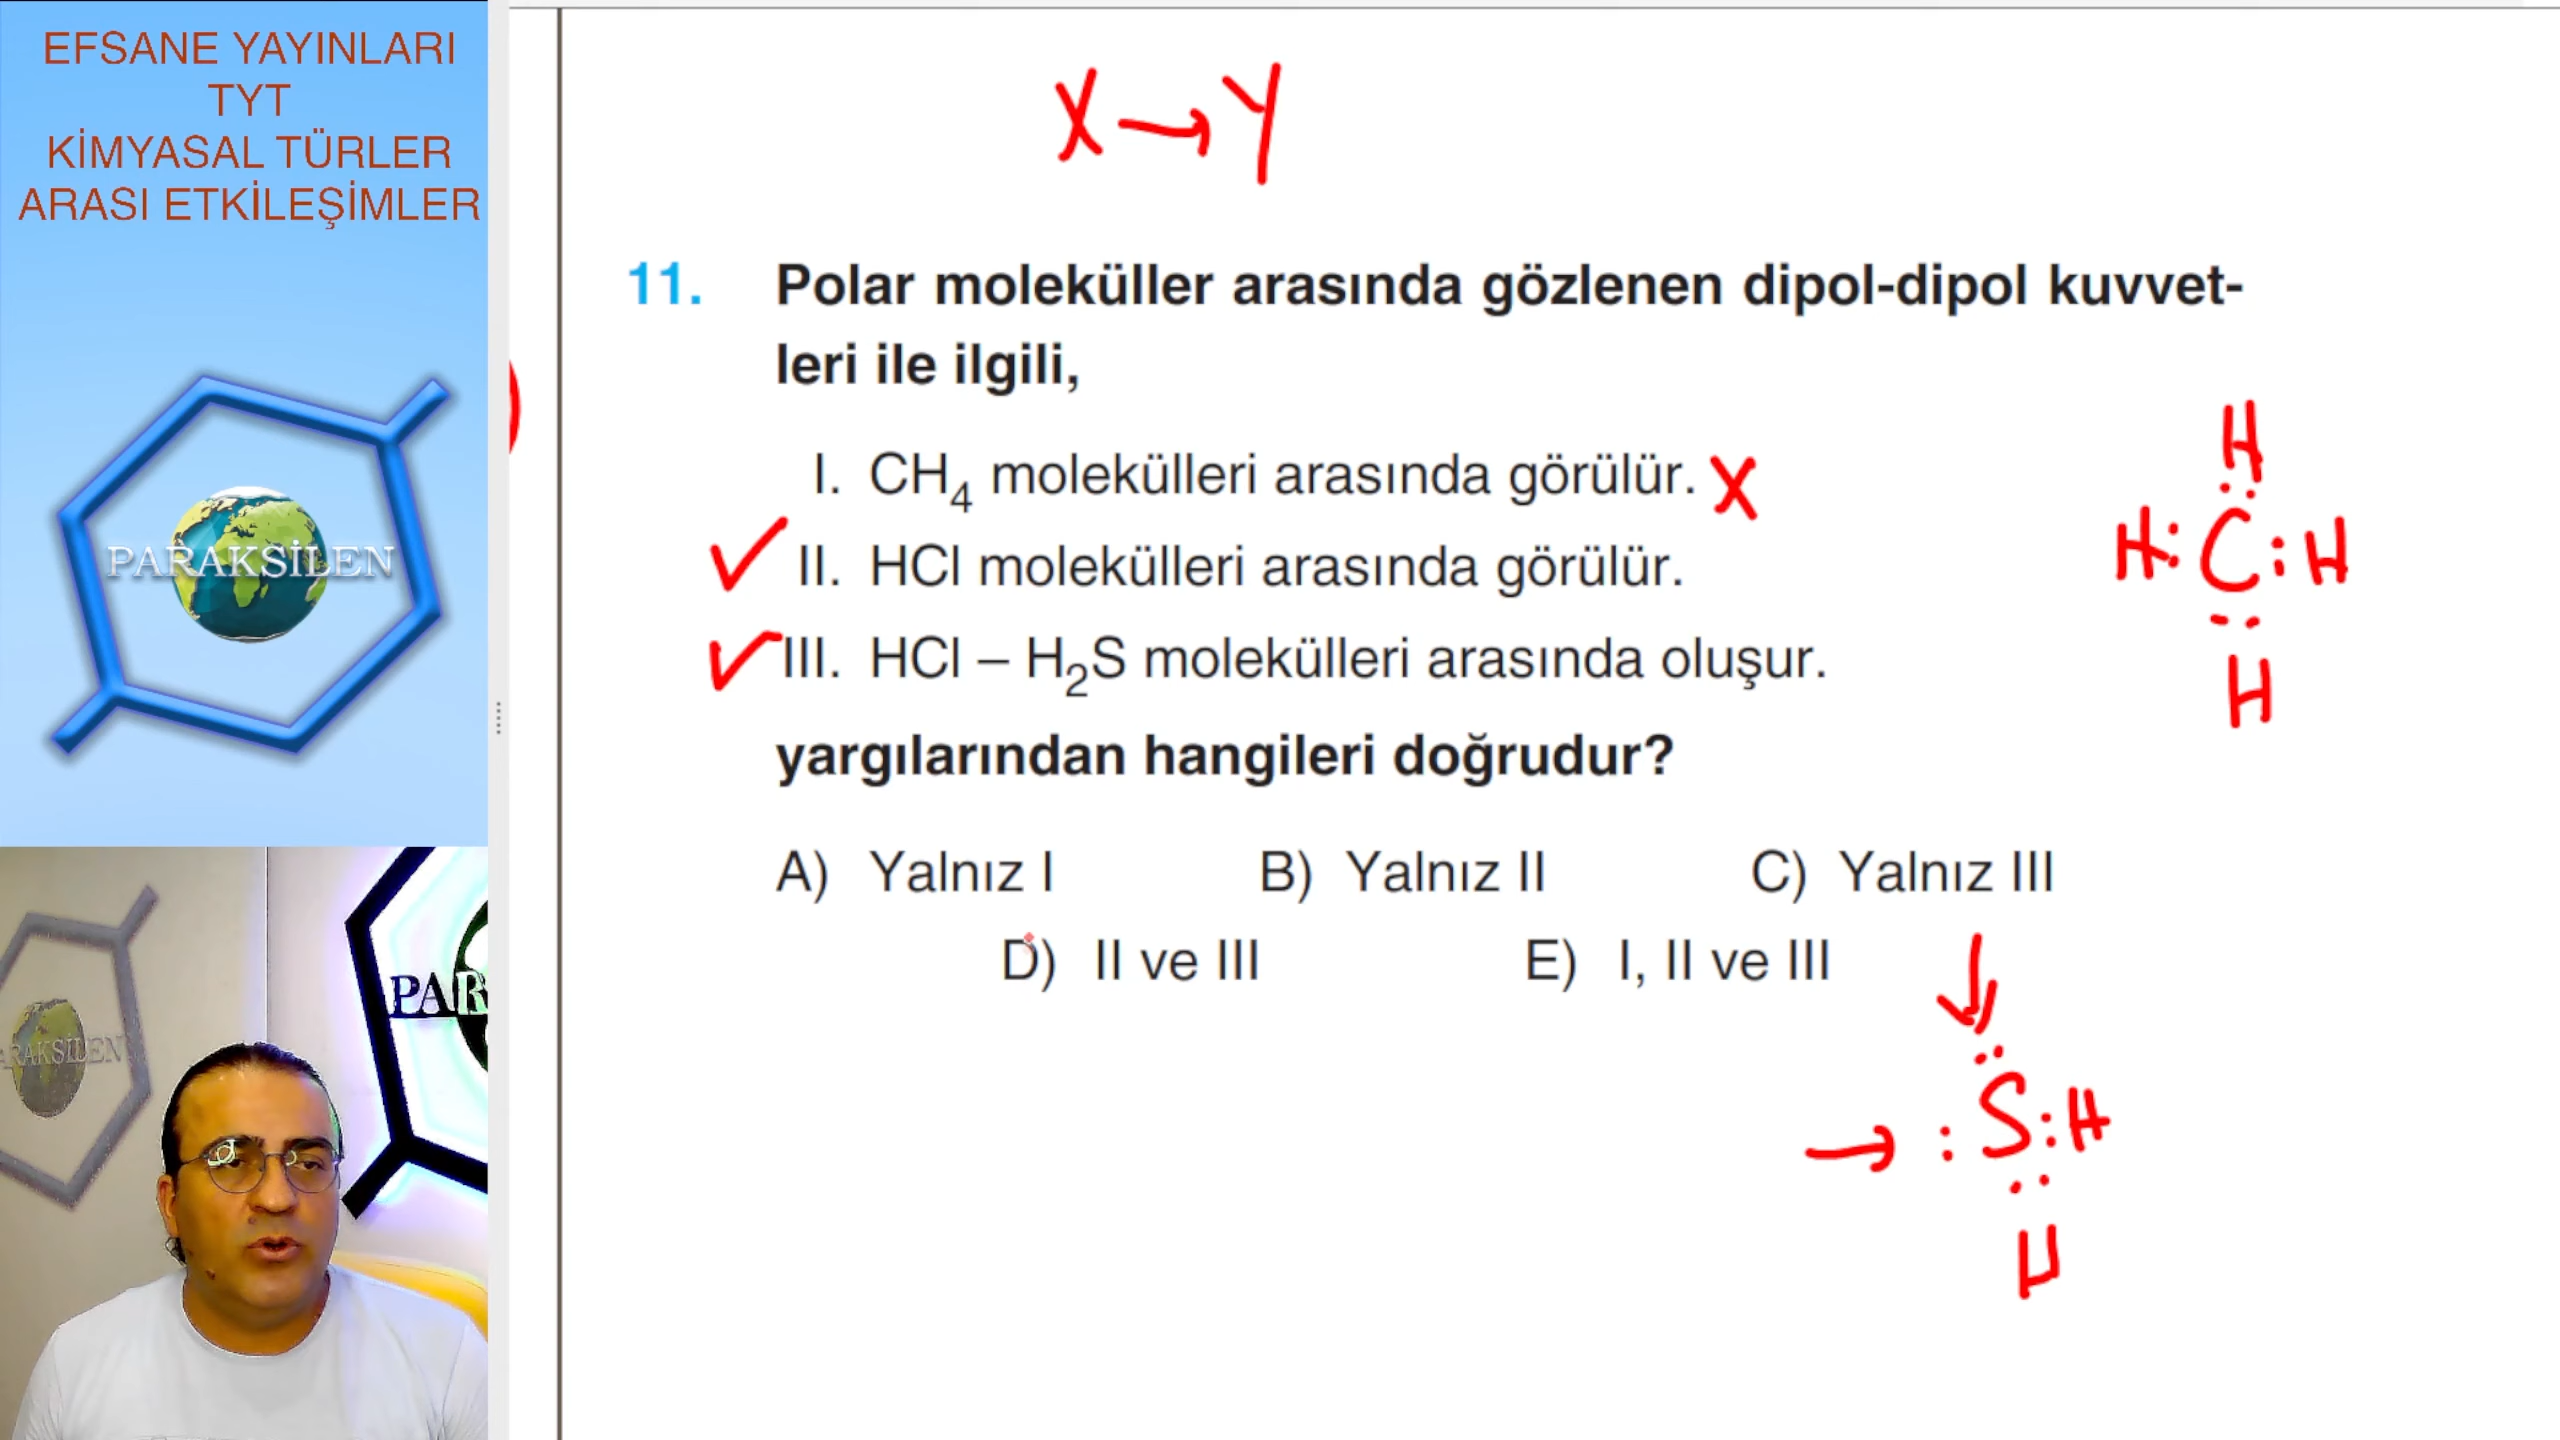 EFSANE YAYINLARI
TYT
KİMYASAL TÜRLER
ARASI ETKİLEŞİMLER
PARAKSİLEN
X → Y
11. Polar moleküller arasında gözlenen dipol-dipol kuvvet-
leri ile ilgili,
I. CH₄ molekülleri arasında görülür. X
✓ II. HCl molekülleri arasında görülür.
✓ III. HCl – H₂S molekülleri arasında oluşur.
yargılarından hangileri doğrudur?
A) Yalnız I B) Yalnız II C) Yalnız III
D) II ve III E) I, II ve III
H
H : C : H
H
→ : S : H
H
ARAKSİLEN
PAR